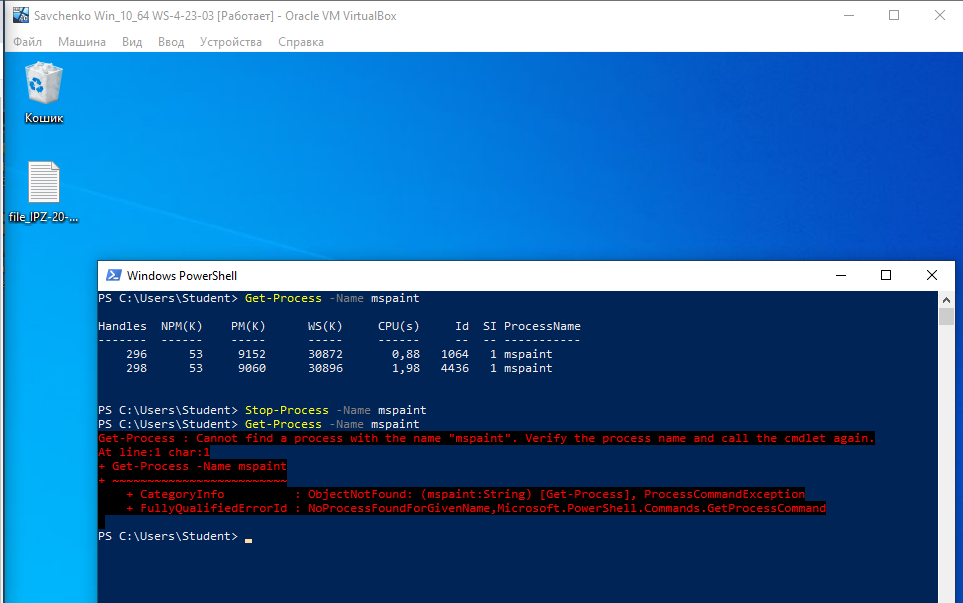 Savchenko Win_10_64 WS-4-23-03 [Работает] - Oracle VM VirtualBox
Файл Машина Вид Ввод Устройства Справка
Кошик
file_IPZ-20-...
Windows PowerShell
PS C:\Users\Student> Get-Process -Name mspaint
Handles NPM(K) PM(K) WS(K) CPU(s) Id SI ProcessName
------- ------ ----- ----- ------ -- -- -----------
296 53 9152 30872 0,88 1064 1 mspaint
298 53 9060 30896 1,98 4436 1 mspaint
PS C:\Users\Student> Stop-Process -Name mspaint
PS C:\Users\Student> Get-Process -Name mspaint
Get-Process : Cannot find a process with the name "mspaint". Verify the process name and call the cmdlet again.
At line:1 char:1
+ Get-Process -Name mspaint
+ ~~~~~~~~~~~~~~~~~~~~~~~~~
+ CategoryInfo : ObjectNotFound: (mspaint:String) [Get-Process], ProcessCommandException
+ FullyQualifiedErrorId : NoProcessFoundForGivenName,Microsoft.PowerShell.Commands.GetProcessCommand
PS C:\Users\Student>